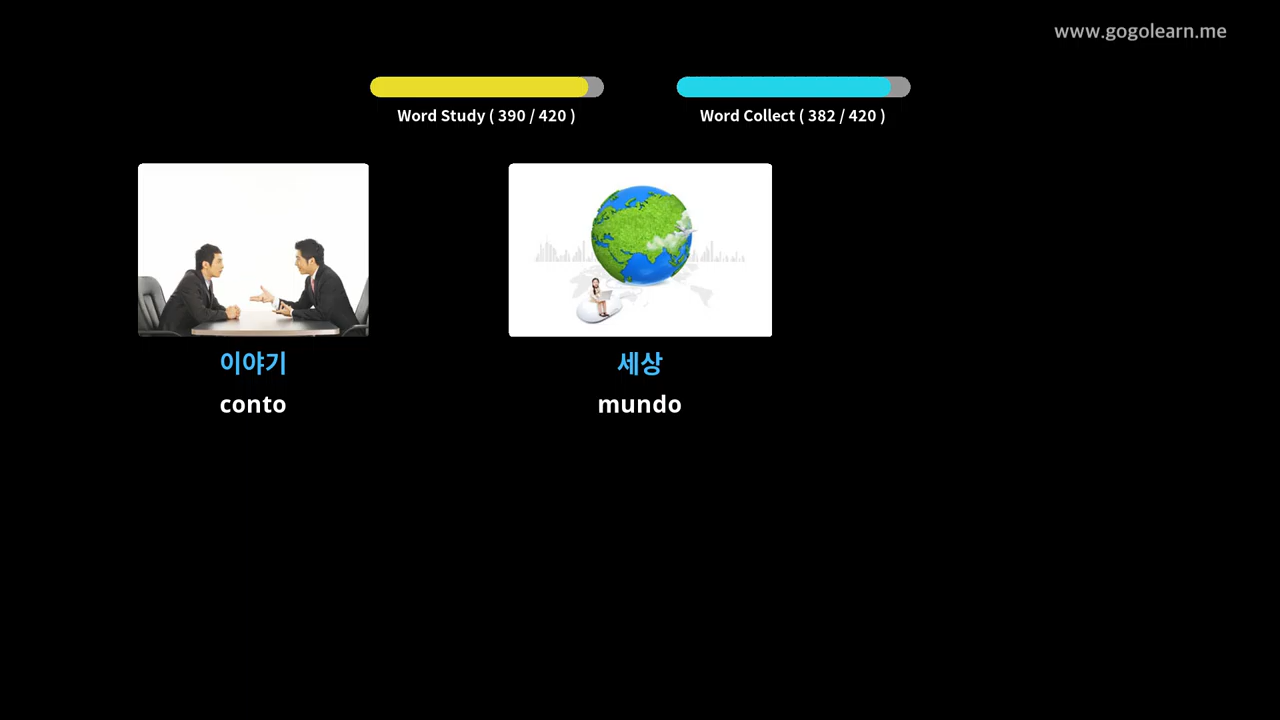 www.gogolearn.me
Word Study ( 390 / 420 )
Word Collect ( 382 / 420 )
이야기
conto
세상
mundo